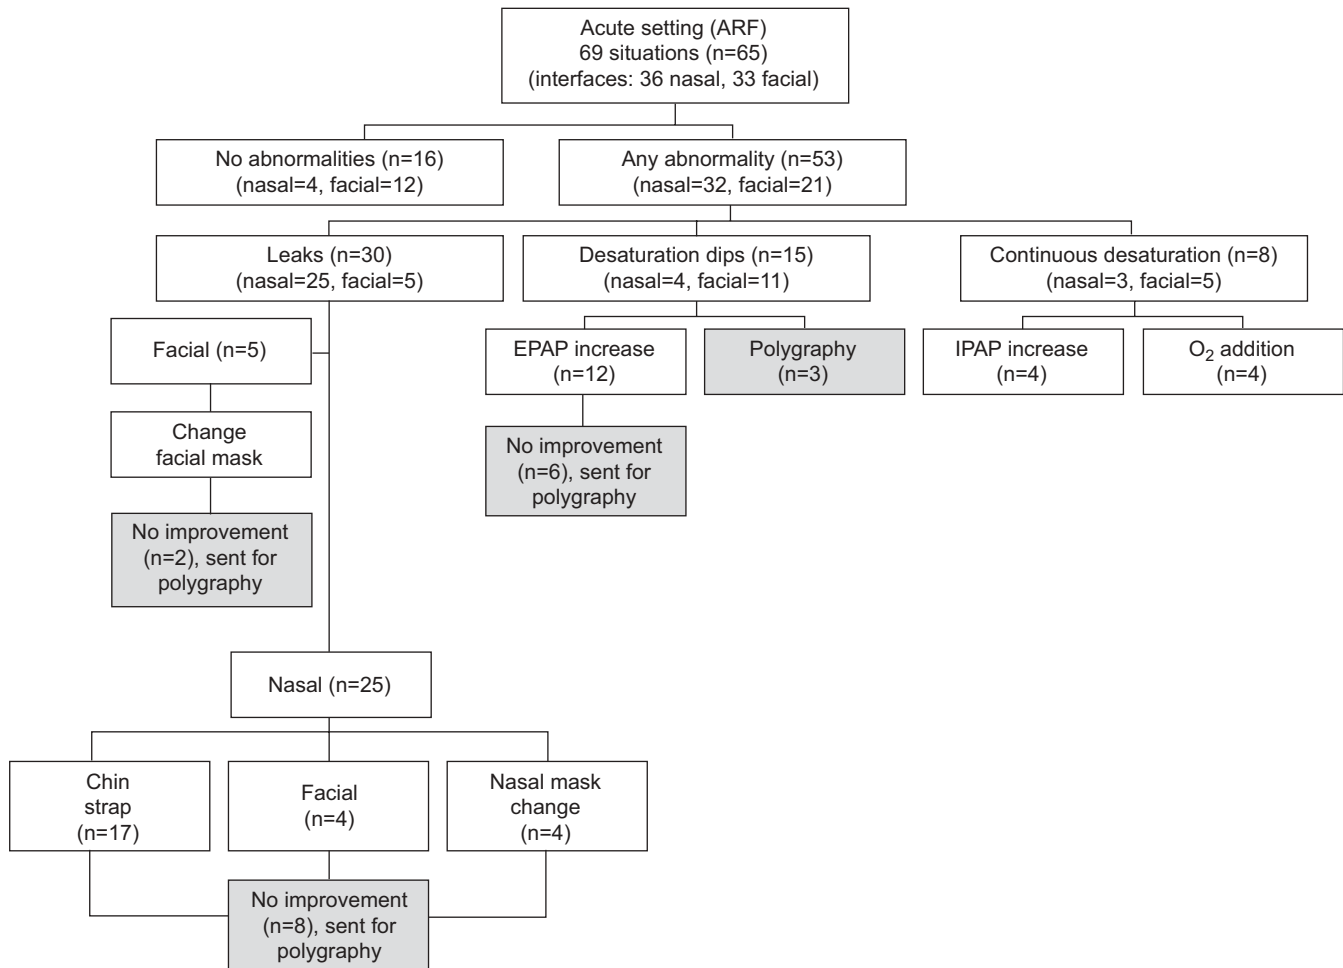 Acute setting (ARF)
69 situations (n=65)
(interfaces: 36 nasal, 33 facial)
No abnormalities (n=16)
(nasal=4, facial=12)
Any abnormality (n=53)
(nasal=32, facial=21)
Leaks (n=30)
(nasal=25, facial=5)
Desaturation dips (n=15)
(nasal=4, facial=11)
Continuous desaturation (n=8)
(nasal=3, facial=5)
Facial (n=5)
EPAP increase
(n=12)
Polygraphy
(n=3)
IPAP increase
(n=4)
O₂ addition
(n=4)
Change
facial mask
No improvement
(n=6), sent for
polygraphy
No improvement
(n=2), sent for
polygraphy
Nasal (n=25)
Chin
strap
(n=17)
Facial
(n=4)
Nasal mask
change
(n=4)
No improvement
(n=8), sent for
polygraphy